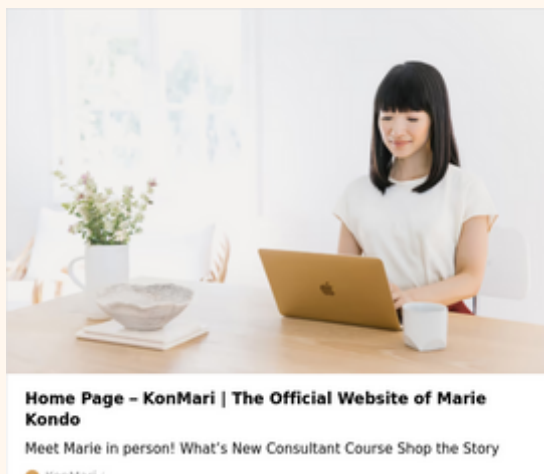 Home Page – KonMari | The Official Website of Marie
Kondo
Meet Marie in person! What's New Consultant Course Shop the Story